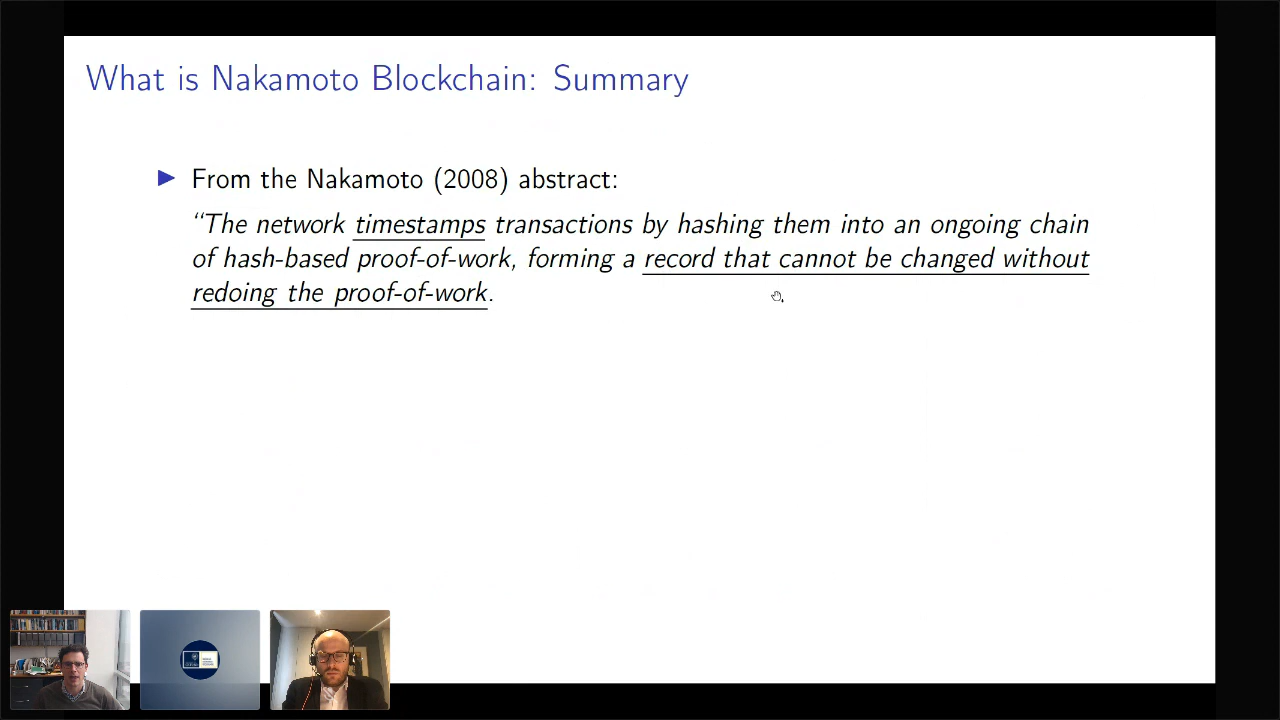 What is Nakamoto Blockchain: Summary
▶ From the Nakamoto (2008) abstract:
“The network timestamps transactions by hashing them into an ongoing chain
of hash-based proof-of-work, forming a record that cannot be changed without
redoing the proof-of-work.